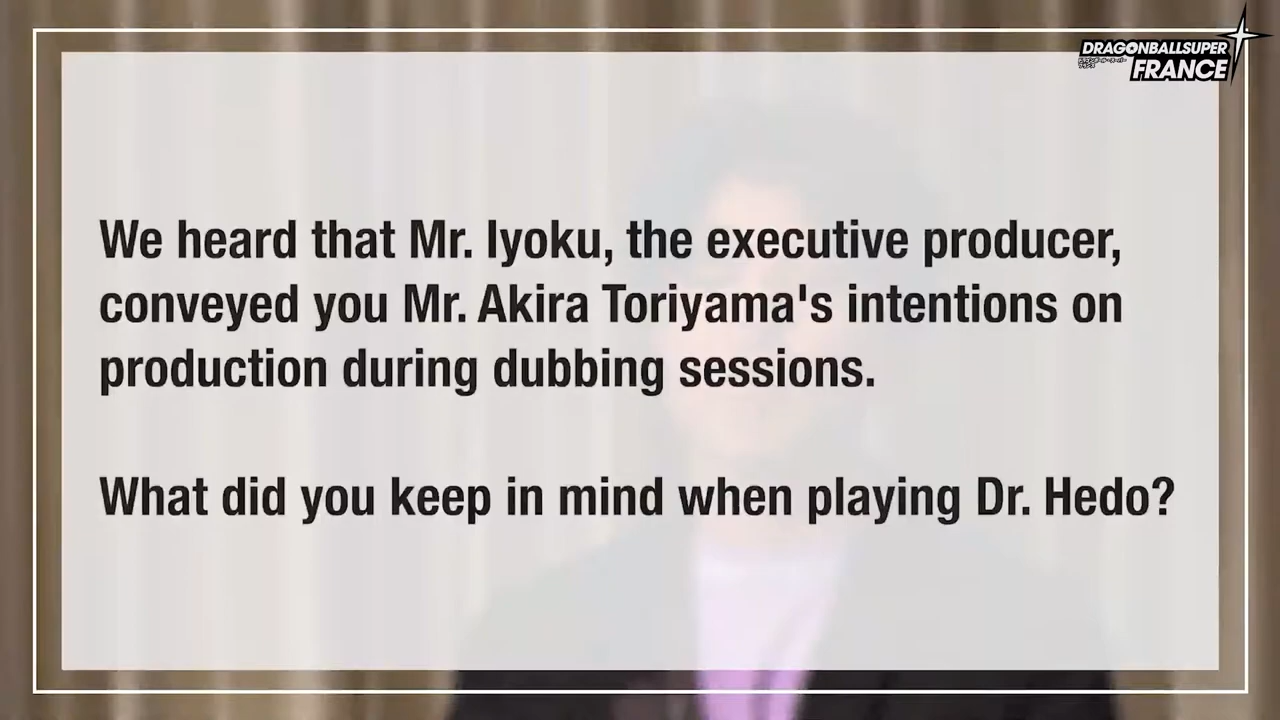 DRAGONBALLSUPER
FRANCE
We heard that Mr. Iyoku, the executive producer,
conveyed you Mr. Akira Toriyama's intentions on
production during dubbing sessions.
What did you keep in mind when playing Dr. Hedo?